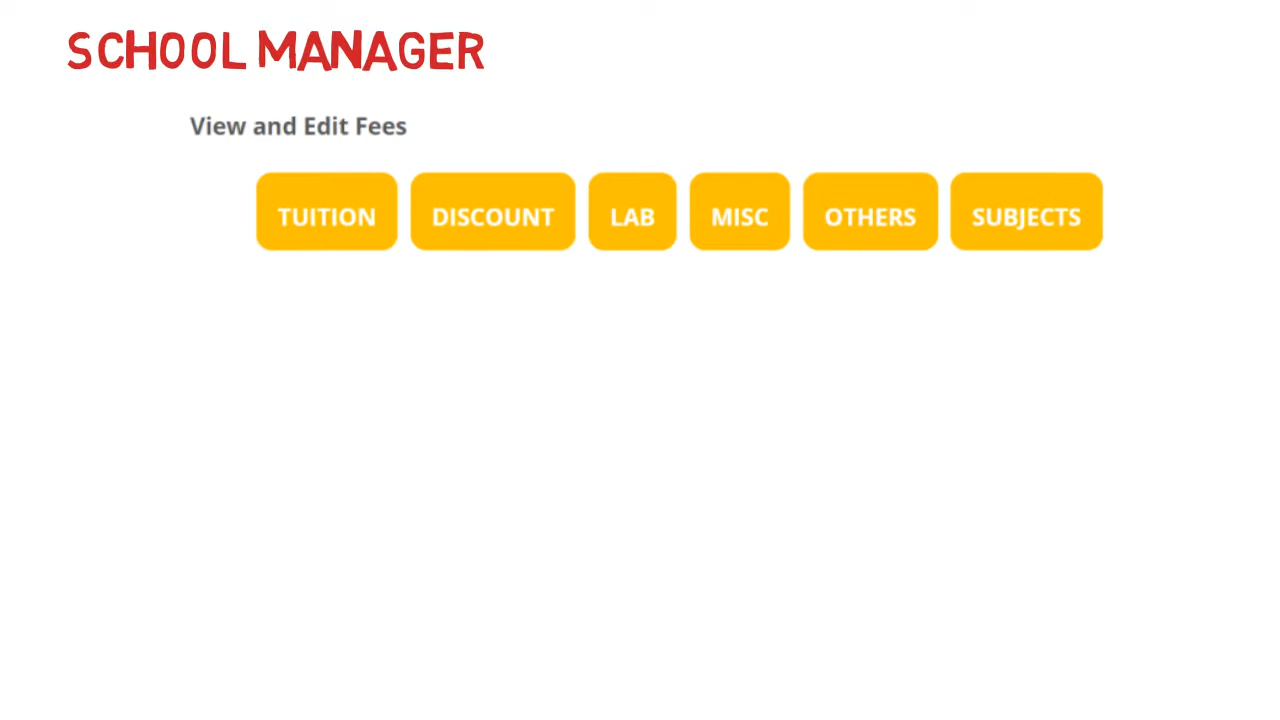 SCHOOL MANAGER
View and Edit Fees
TUITION DISCOUNT LAB MISC OTHERS SUBJECTS